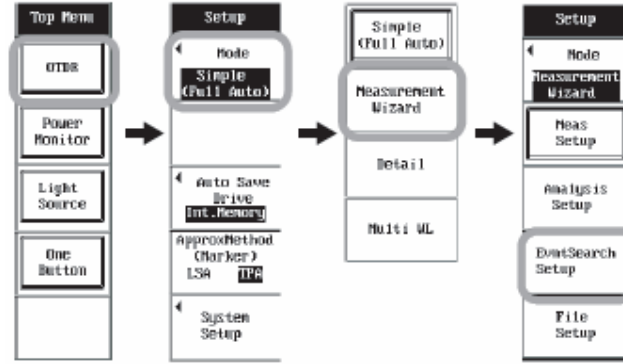 Top Menu
OTDR
Power
Monitor
Light
Source
One
Button
Setup
Mode
Simple
(Full Auto)
Auto Save
Drive
Int.Memory
ApproxMethod
(Marker)
LSA TPA
System
Setup
Simple
(Full Auto)
Measurement
Wizard
Detail
Multi WL
Setup
Mode
Measurement
Wizard
Meas
Setup
Analysis
Setup
EvntSearch
Setup
File
Setup